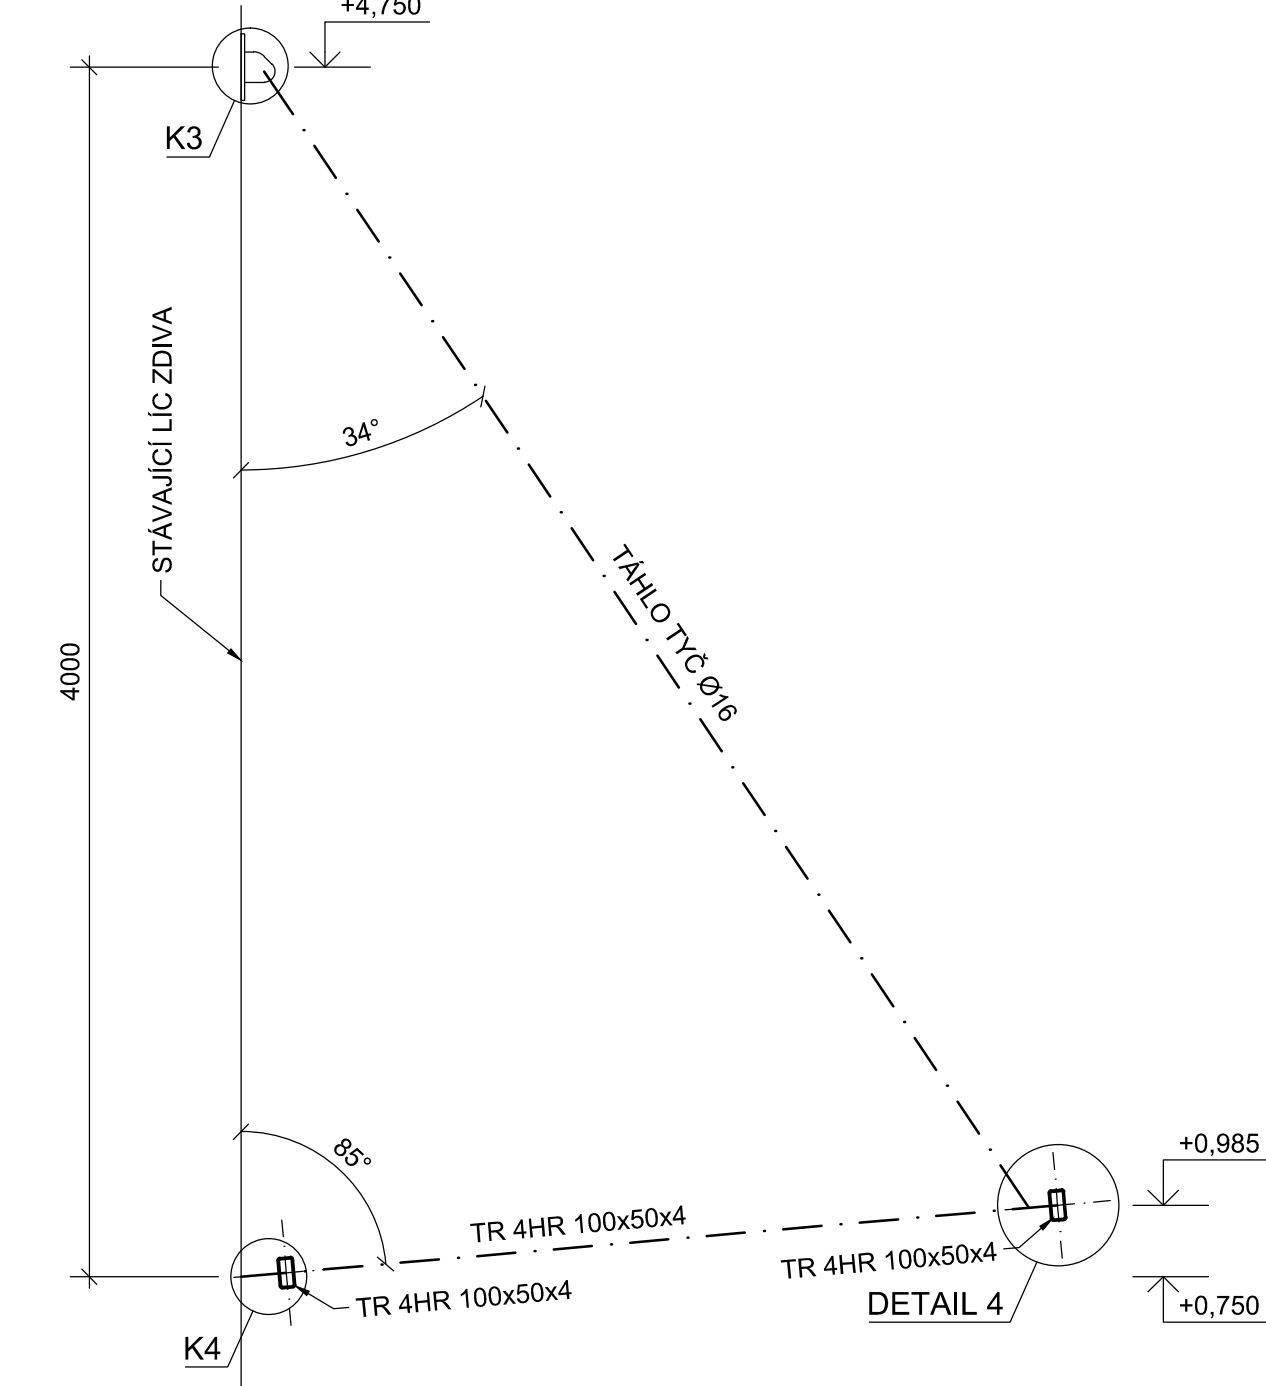 +4,750
K3
STÁVAJÍCÍ LÍC ZDIVA
34°
TÁHLO TYČ Ø16
4000
85°
+0,985
TR 4HR 100x50x4
TR 4HR 100x50x4
TR 4HR 100x50x4
DETAIL 4
+0,750
K4